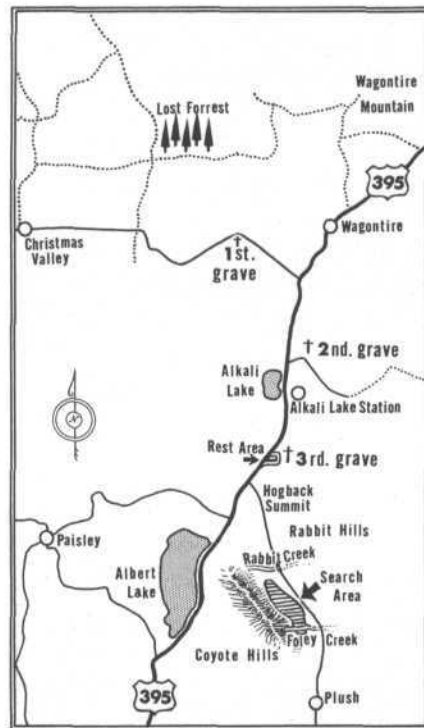 Wagontire
Mountain
Lost Forrest
395
Christmas
Valley
Wagontire
1st.
grave
2nd. grave
Alkali
Lake
Alkali Lake Station
Rest Area
3rd. grave
N
Hogback
Summit
Rabbit Hills
Paisley
Rabbit Creek
Search
Area
Albert
Lake
Foley Creek
Coyote Hills
395
Plush